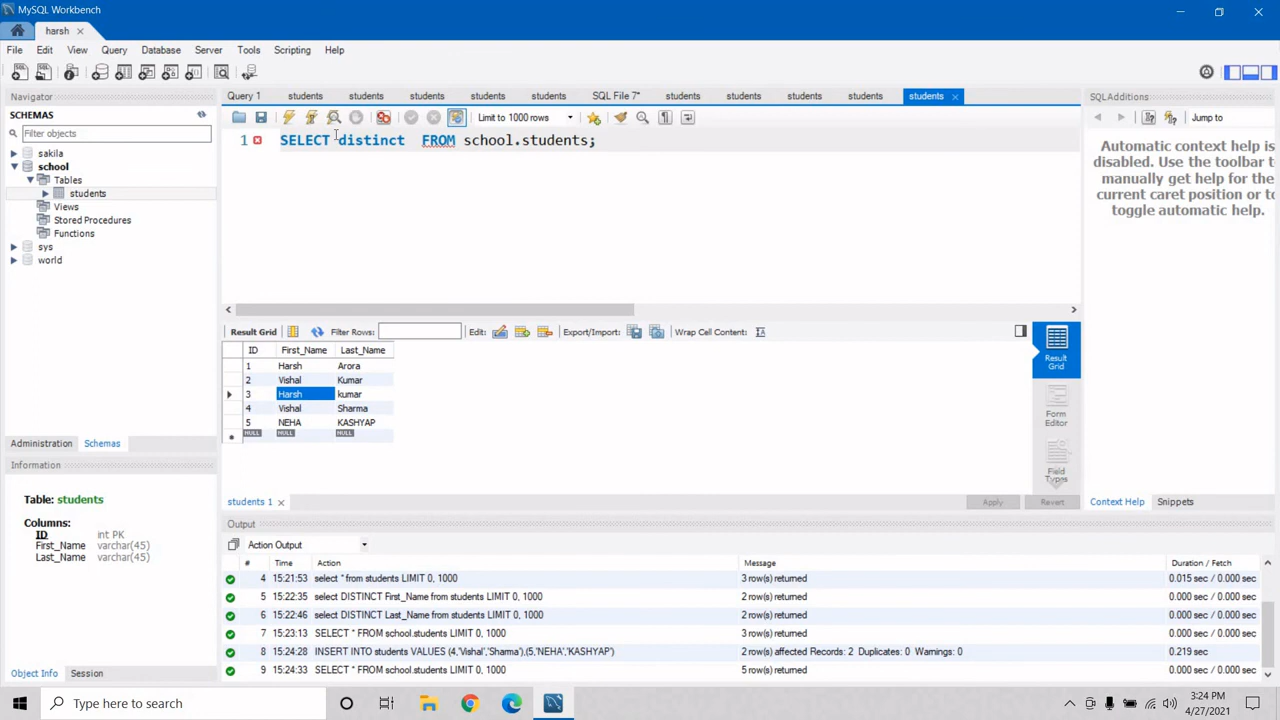 MySQL Workbench
harsh
File Edit View Query Database Server Tools Scripting Help
Navigator
SCHEMAS
Filter objects
sakila
school
Tables
students
Views
Stored Procedures
Functions
sys
world
Administration Schemas
Information
Table: students
Columns:
ID int PK
First_Name varchar(45)
Last_Name varchar(45)
Object Info Session
Query 1 students students students students students SQL File 7* students students students students students
Limit to 1000 rows
1 SELECT distinct FROM school.students;
Result Grid Filter Rows: Edit: Export/Import: Wrap Cell Content:
ID First_Name Last_Name
1 Harsh Arora
2 Vishal Kumar
3 Harsh kumar
4 Vishal Sharma
5 NEHA KASHYAP
NULL NULL NULL
Result
Grid
Form
Editor
Field
Types
students 1 Apply Revert
SQLAdditions
Jump to
Automatic context help is
disabled. Use the toolbar to
manually get help for the
current caret position or to
toggle automatic help.
Context Help Snippets
Output
Action Output
# Time Action Message Duration / Fetch
4 15:21:53 select * from students LIMIT 0, 1000 3 row(s) returned 0.015 sec / 0.000 sec
5 15:22:35 select DISTINCT First_Name from students LIMIT 0, 1000 2 row(s) returned 0.000 sec / 0.000 sec
6 15:22:46 select DISTINCT Last_Name from students LIMIT 0, 1000 2 row(s) returned 0.000 sec / 0.000 sec
7 15:23:13 SELECT * FROM school.students LIMIT 0, 1000 3 row(s) returned 0.000 sec / 0.000 sec
8 15:24:28 INSERT INTO students VALUES (4,'Vishal','Sharma'),(5,'NEHA','KASHYAP') 2 row(s) affected Records: 2 Duplicates: 0 Warnings: 0 0.219 sec
9 15:24:33 SELECT * FROM school.students LIMIT 0, 1000 5 row(s) returned 0.000 sec / 0.000 sec
Type here to search
3:24 PM
4/27/2021